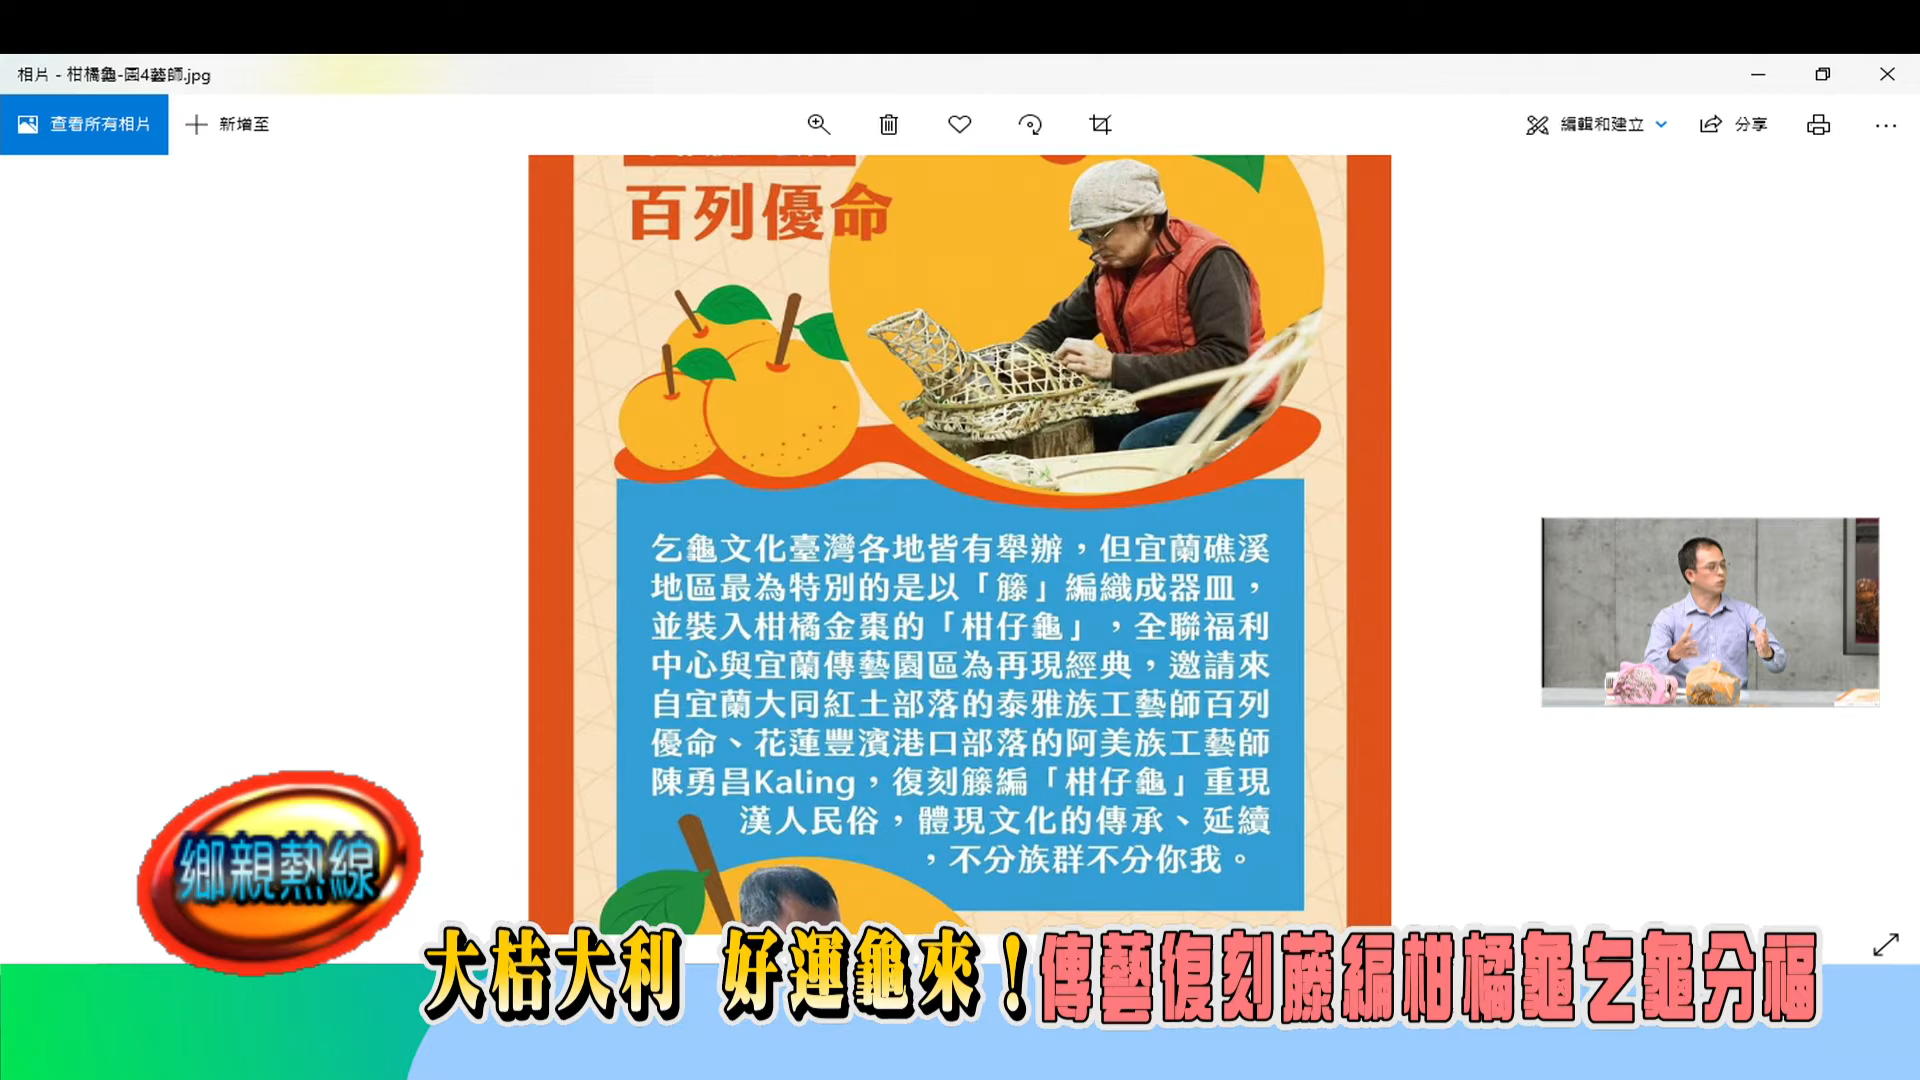 相片 - 柑橘龜-園4藝師.jpg
查看所有相片
新增至
編輯和建立
分享
百列優命
乞龜文化臺灣各地皆有舉辦，但宜蘭礁溪
地區最為特別的是以「籐」編織成器皿，
並裝入柑橘金棗的「柑仔龜」，全聯福利
中心與宜蘭傳藝園區為再現經典，邀請來
自宜蘭大同紅土部落的泰雅族工藝師百列
優命、花蓮豐濱港口部落的阿美族工藝師
陳勇昌Kaling，復刻籐編「柑仔龜」重現
漢人民俗，體現文化的傳承、延續
，不分族群不分你我。
鄉親熱線
大桔大利 好運龜來！傳藝復刻藤編柑橘龜乞龜分福